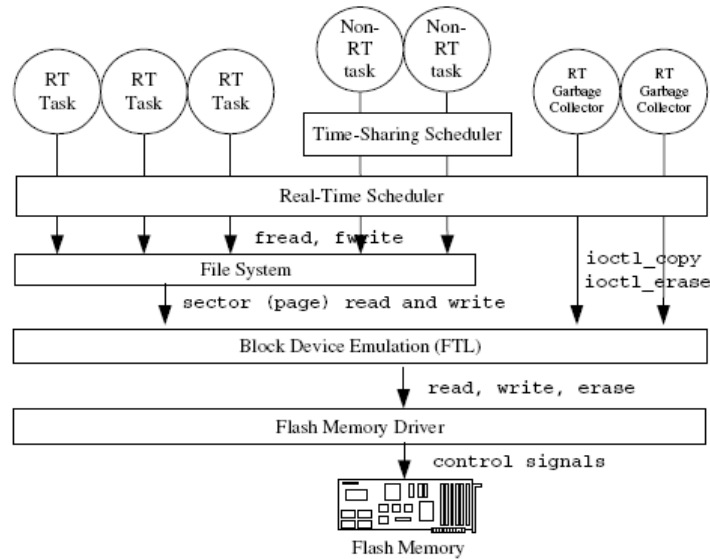 RT
Task
RT
Task
RT
Task
Non-
RT
task
Non-
RT
task
RT
Garbage
Collector
RT
Garbage
Collector
Time-Sharing Scheduler
Real-Time Scheduler
fread, fwrite
ioctl_copy
ioctl_erase
File System
sector (page) read and write
Block Device Emulation (FTL)
read, write, erase
Flash Memory Driver
control signals
Flash Memory